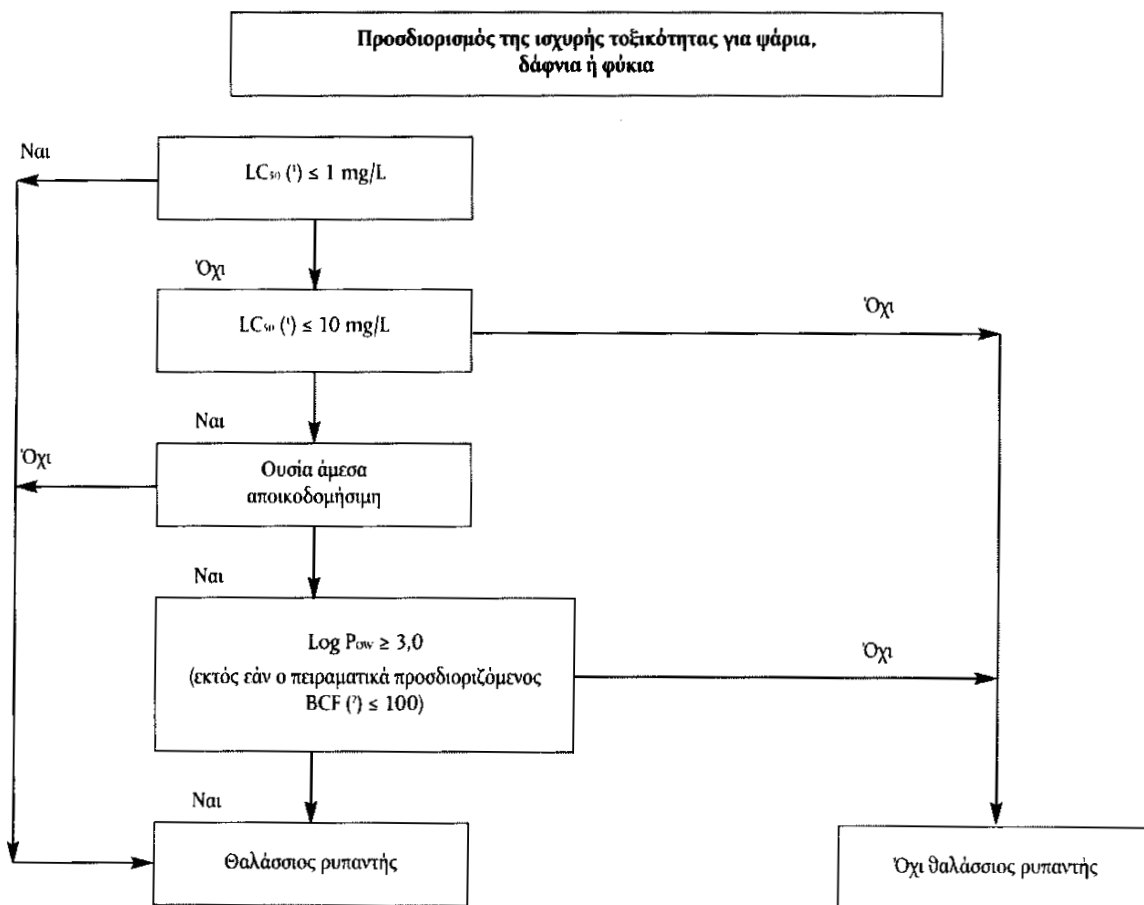 Προσδιορισμός της ισχυρής τοξικότητας για ψάρια,
δάφνια ή φύκια
Ναι
LC₅₀ (¹) ≤ 1 mg/L
Όχι
LC₅₀ (¹) ≤ 10 mg/L
Όχι
Ναι
Όχι
Ουσία άμεσα
αποικοδομήσιμη
Ναι
Log Pow ≥ 3,0
(εκτός εάν ο πειραματικά προσδιοριζόμενος
BCF (²) ≤ 100)
Όχι
Ναι
Θαλάσσιος ρυπαντής
Όχι θαλάσσιος ρυπαντής